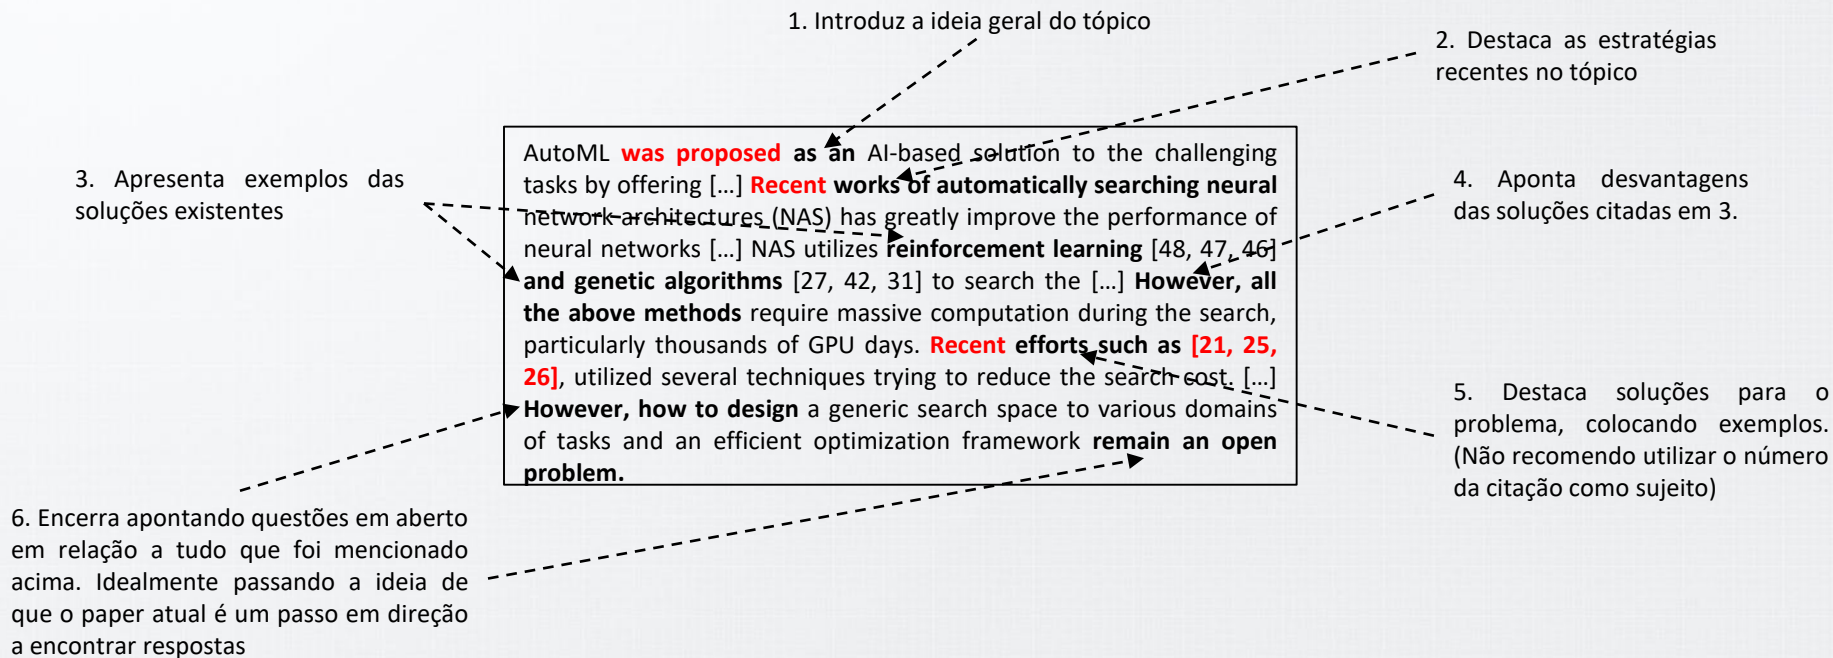 1. Introduz a ideia geral do tópico
2. Destaca as estratégias
recentes no tópico
3. Apresenta exemplos das
soluções existentes
AutoML was proposed as an AI-based solution to the challenging
tasks by offering […] Recent works of automatically searching neural
network architectures (NAS) has greatly improve the performance of
neural networks […] NAS utilizes reinforcement learning [48, 47, 46]
and genetic algorithms [27, 42, 31] to search the […] However, all
the above methods require massive computation during the search,
particularly thousands of GPU days. Recent efforts such as [21, 25,
26], utilized several techniques trying to reduce the search cost. […]
However, how to design a generic search space to various domains
of tasks and an efficient optimization framework remain an open
problem.
4. Aponta desvantagens
das soluções citadas em 3.
5. Destaca soluções para o
problema, colocando exemplos.
(Não recomendo utilizar o número
da citação como sujeito)
6. Encerra apontando questões em aberto
em relação a tudo que foi mencionado
acima. Idealmente passando a ideia de
que o paper atual é um passo em direção
a encontrar respostas